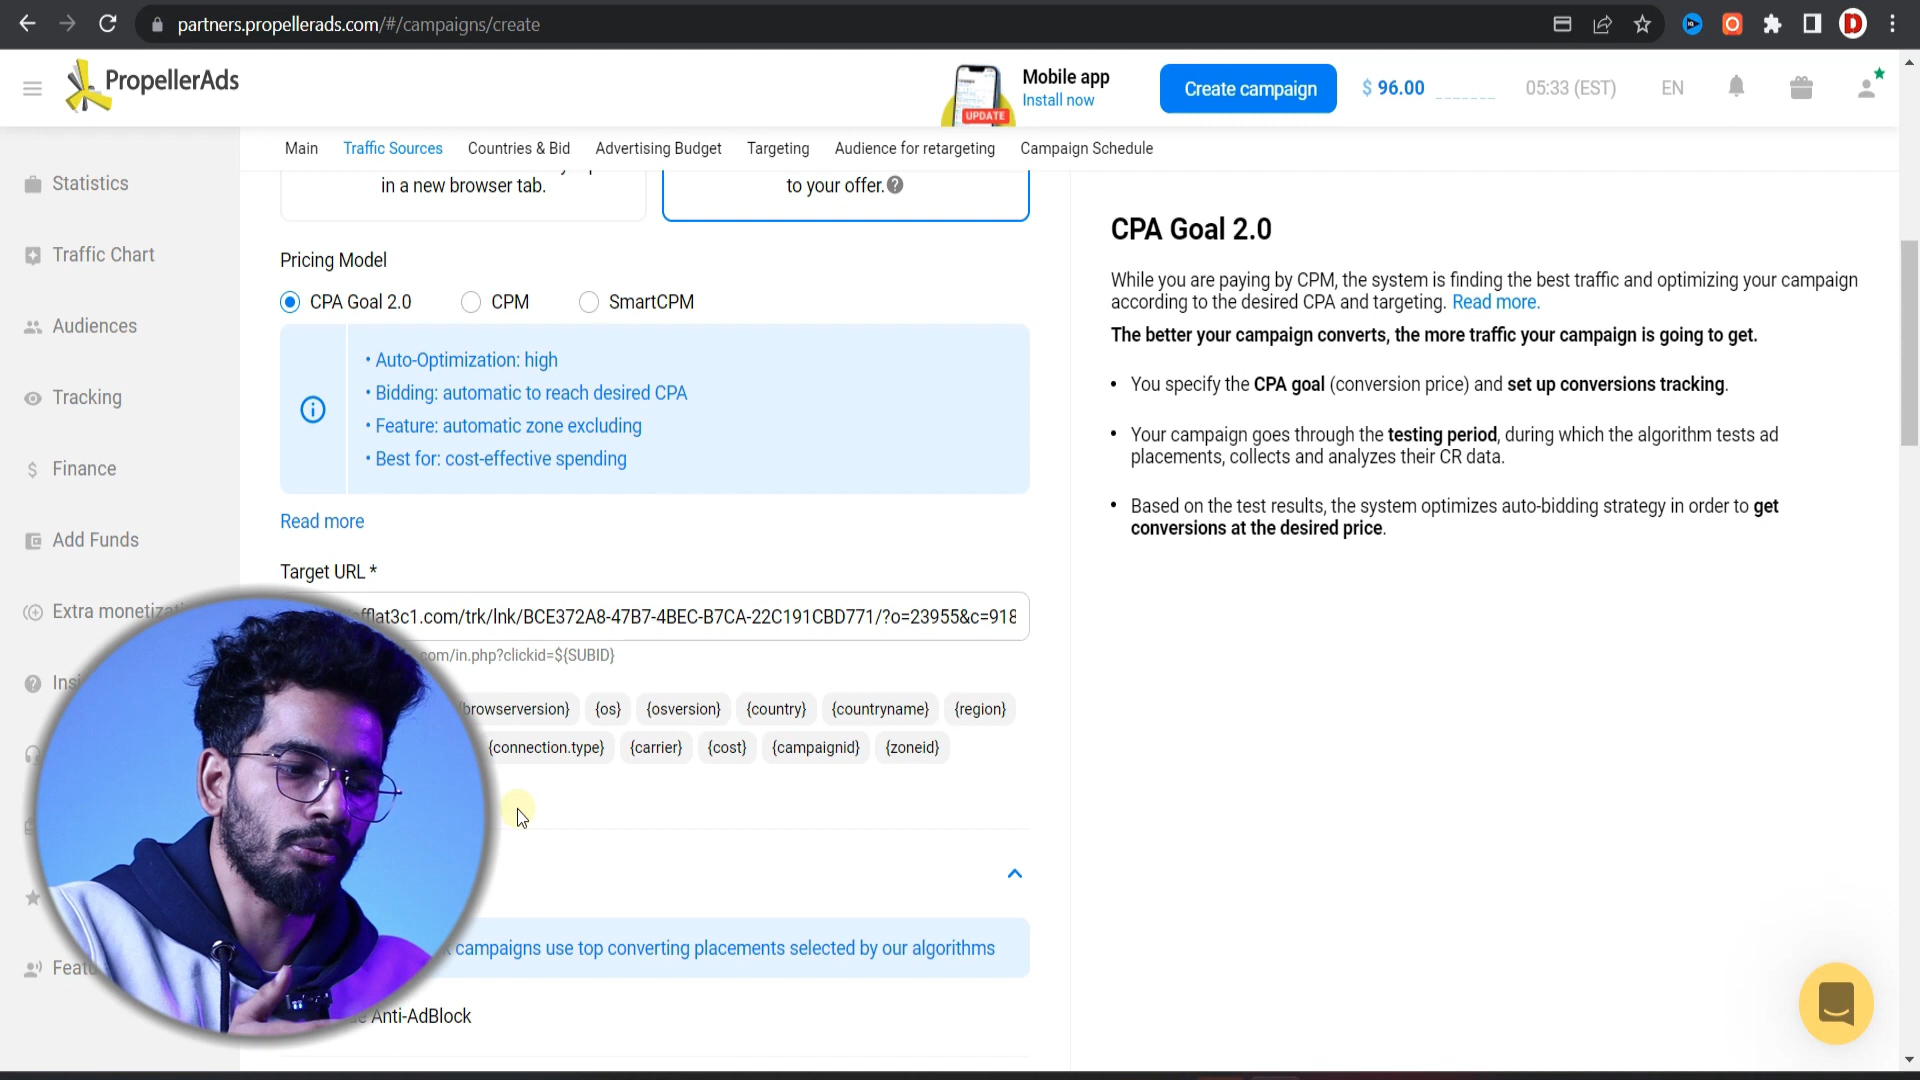 partners.propellerads.com/#/campaigns/create
PropellerAds
UPDATE
Mobile app
Install now
Create campaign
$ 96.00
05:33 (EST)
EN
Main
Traffic Sources
Countries & Bid
Advertising Budget
Targeting
Audience for retargeting
Campaign Schedule
Statistics
Traffic Chart
Audiences
Tracking
Finance
Add Funds
Extra
in a new browser tab.
to your offer.
Pricing Model
CPA Goal 2.0
CPM
SmartCPM
• Auto-Optimization: high
• Bidding: automatic to reach desired CPA
• Feature: automatic zone excluding
• Best for: cost-effective spending
Read more
Target URL *
afflat3c1.com/trk/lnk/BCE372A8-47B7-4BEC-B7CA-22C191CBD771/?o=23955&c=918
com/in.php?clickid=${SUBID}
browserversion}
{os}
{osversion}
{country}
{countryname}
{region}
{connection.type}
{carrier}
{cost}
{campaignid}
{zoneid}
campaigns use top converting placements selected by our algorithms
Anti-AdBlock
CPA Goal 2.0
While you are paying by CPM, the system is finding the best traffic and optimizing your campaign
according to the desired CPA and targeting. Read more.
The better your campaign converts, the more traffic your campaign is going to get.
• You specify the CPA goal (conversion price) and set up conversions tracking.
• Your campaign goes through the testing period, during which the algorithm tests ad
placements, collects and analyzes their CR data.
• Based on the test results, the system optimizes auto-bidding strategy in order to get
conversions at the desired price.